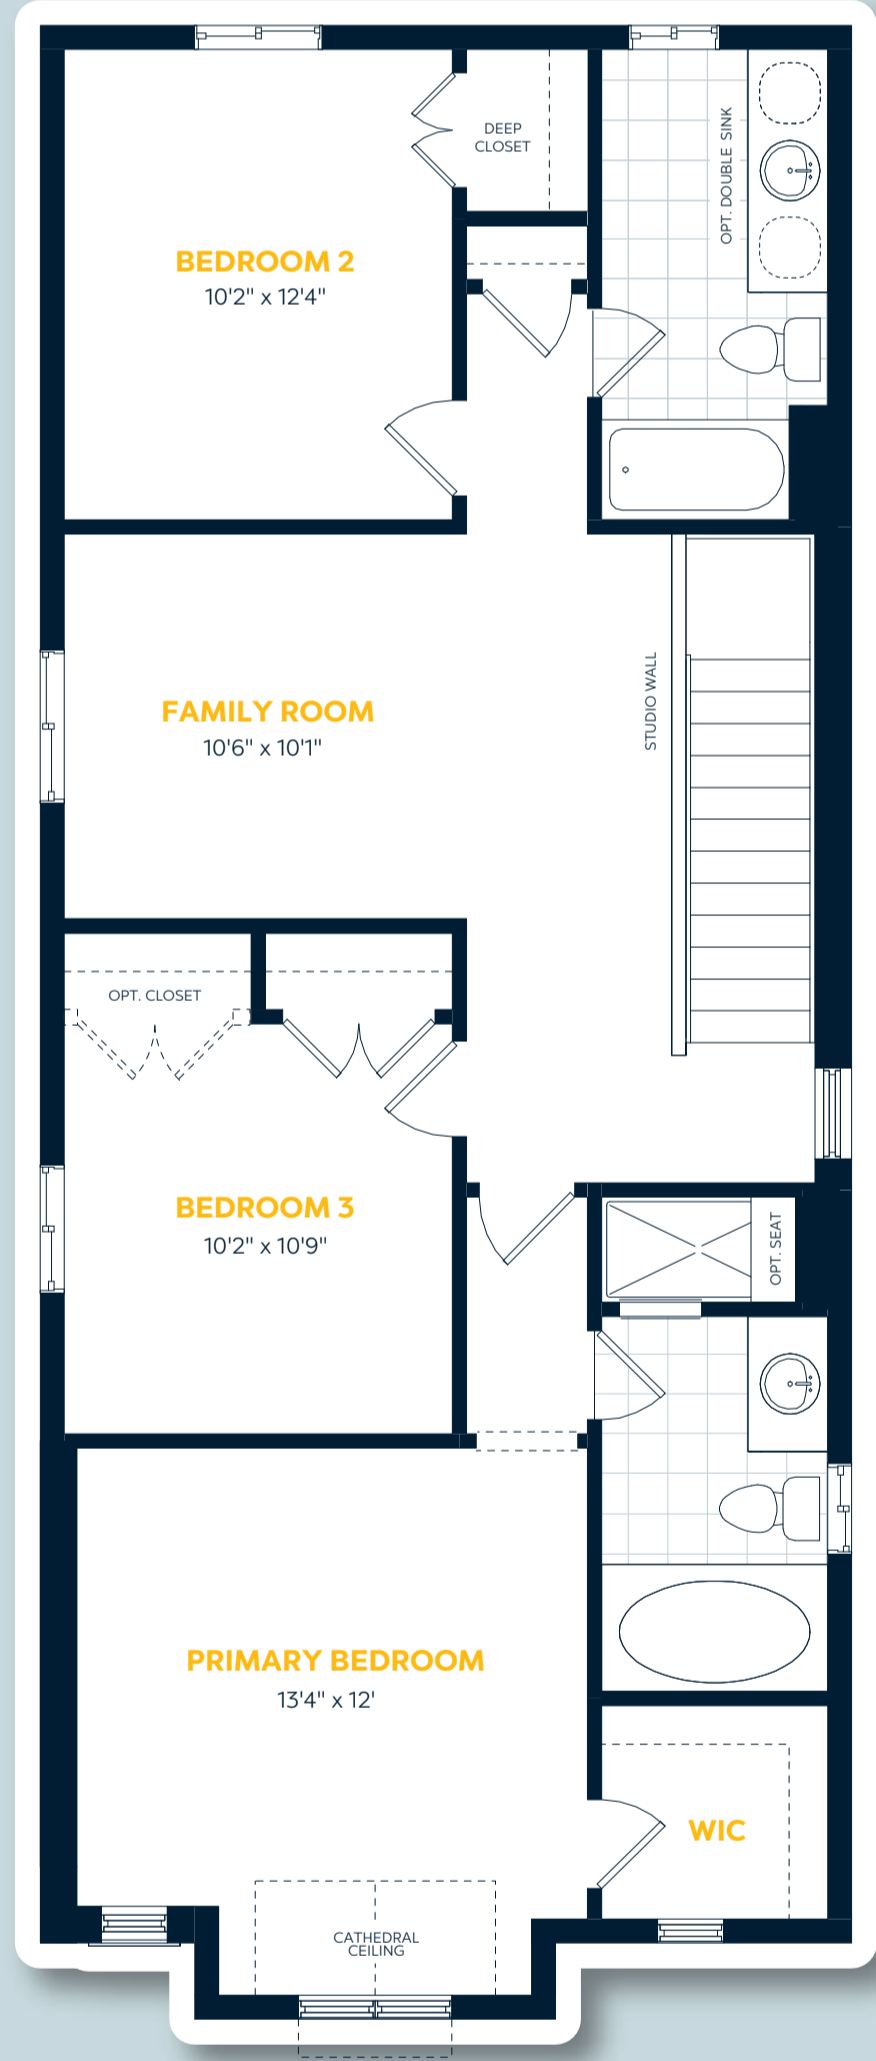 DEEP
CLOSET
OPT. DOUBLE SINK
BEDROOM 2
10'2" x 12'4"
FAMILY ROOM
10'6" x 10'1"
STUDIO WALL
OPT. CLOSET
BEDROOM 3
10'2" x 10'9"
OPT. SEAT
PRIMARY BEDROOM
13'4" x 12'
WIC
CATHEDRAL
CEILING